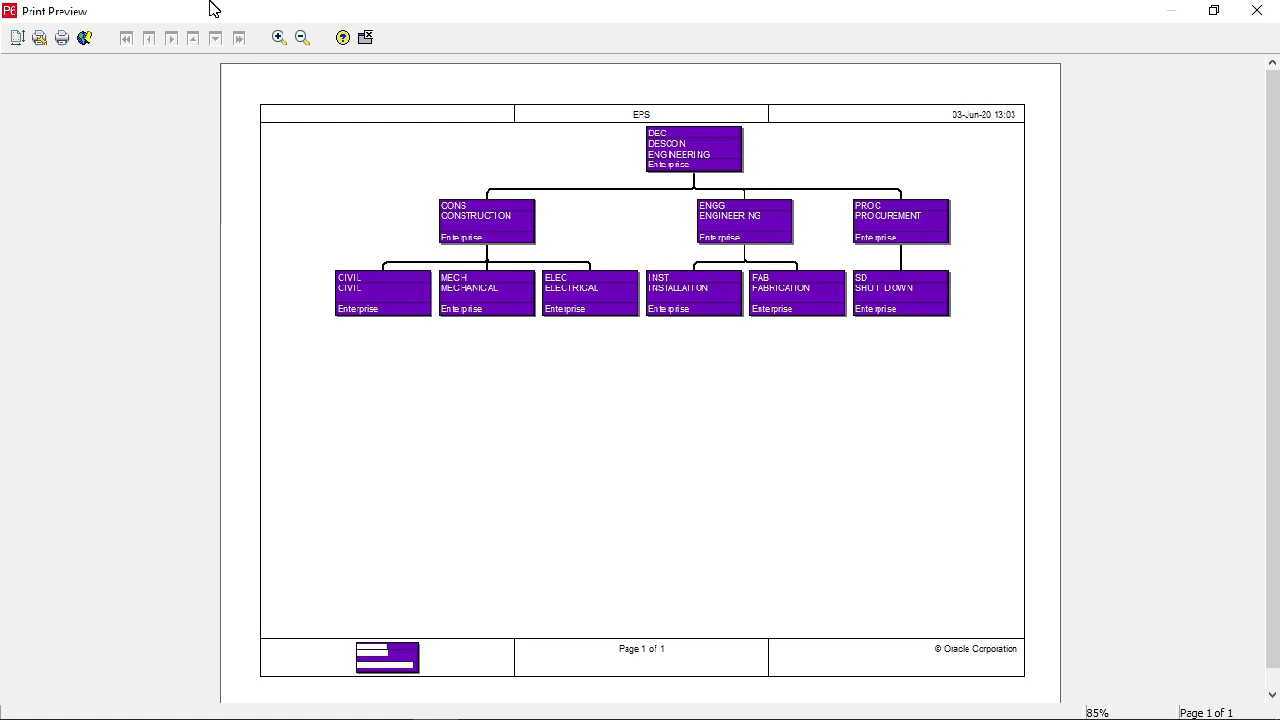 P6 Print Preview
EPS
03-Jun-20 13:03
DEC
DESCON
ENGINEERING
Enterprise
CONS
CONSTRUCTION
Enterprise
ENGG
ENGINEERING
Enterprise
PROC
PROCUREMENT
Enterprise
CIVIL
CIVIL
Enterprise
MECH
MECHANICAL
Enterprise
ELEC
ELECTRICAL
Enterprise
INST
INSTALLATION
Enterprise
FAB
FABRICATION
Enterprise
SD
SHUT DOWN
Enterprise
Page 1 of 1
© Oracle Corporation
85%
Page 1 of 1